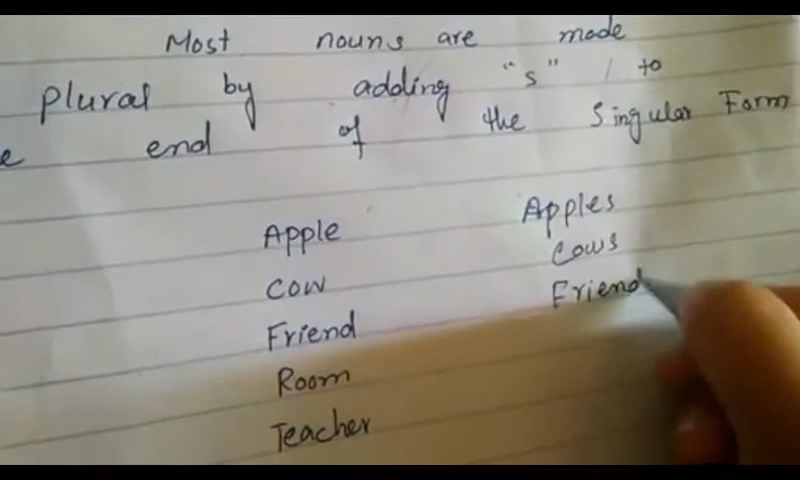 Most nouns are made
plural by adding "s" / to
e end of the Singular Form
Apple Apples
Cow Cows
Friend Friend
Room
Teacher